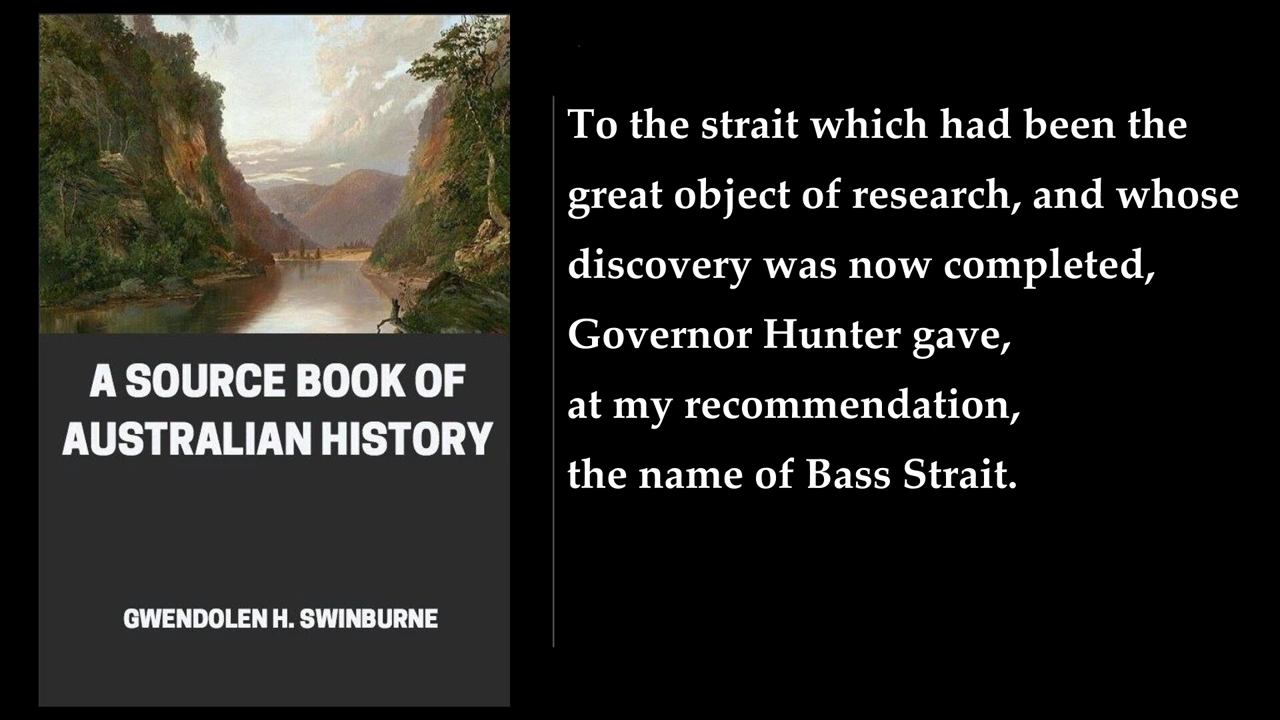 A SOURCE BOOK OF
AUSTRALIAN HISTORY
GWENDOLEN H. SWINBURNE
To the strait which had been the
great object of research, and whose
discovery was now completed,
Governor Hunter gave,
at my recommendation,
the name of Bass Strait.